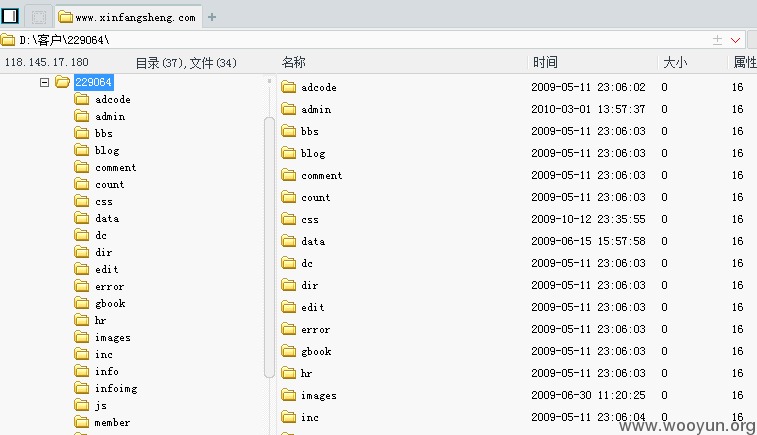 www.xinfangsheng.com
D:\客户\229064\
118.145.17.180 目录(37),文件(34) 名称 时间 大小 属性
229064
adcode
admin
bbs
blog
comment
count
css
data
dc
dir
edit
error
gbook
hr
images
inc
info
infoimg
js
member
adcode 2009-05-11 23:06:02 0 16
admin 2010-03-01 13:57:37 0 16
bbs 2009-05-11 23:06:03 0 16
blog 2009-05-11 23:06:03 0 16
comment 2009-05-11 23:06:03 0 16
count 2009-05-11 23:06:03 0 16
css 2009-10-12 23:35:55 0 16
data 2009-06-15 15:57:58 0 16
dc 2009-05-11 23:06:03 0 16
dir 2009-05-11 23:06:03 0 16
edit 2009-05-11 23:06:03 0 16
error 2009-05-11 23:06:03 0 16
gbook 2009-05-11 23:06:03 0 16
hr 2009-05-11 23:06:03 0 16
images 2009-06-30 11:20:25 0 16
inc 2009-05-11 23:06:04 0 16
www.wooyun.org